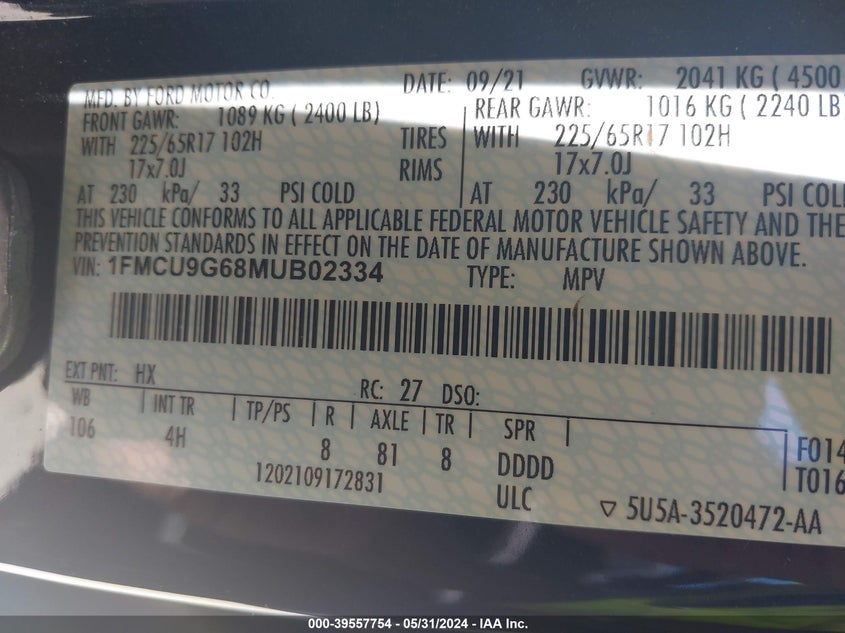 MFD. BY FORD MOTOR CO. DATE: 09/21 GVWR: 2041 KG ( 4500
FRONT GAWR: 1089 KG ( 2400 LB) REAR GAWR: 1016 KG ( 2240 LB)
WITH 225/65R17 102H TIRES WITH 225/65R17 102H
17x7.0J RIMS 17x7.0J
AT 230 kPa/ 33 PSI COLD AT 230 kPa/ 33 PSI COL
THIS VEHICLE CONFORMS TO ALL APPLICABLE FEDERAL MOTOR VEHICLE SAFETY AND THE
PREVENTION STANDARDS IN EFFECT ON THE DATE OF MANUFACTURE SHOWN ABOVE.
VIN: 1FMCU9G68MUB02334 TYPE: MPV
EXT PNT: HX RC: 27 DSO:
WB INT TR TP/PS R AXLE TR SPR
106 4H 8 81 8 DDDD F014
1202109172831 ULC T016
▽ 5U5A-3520472-AA
000-39557754 - 05/31/2024 - IAA Inc.